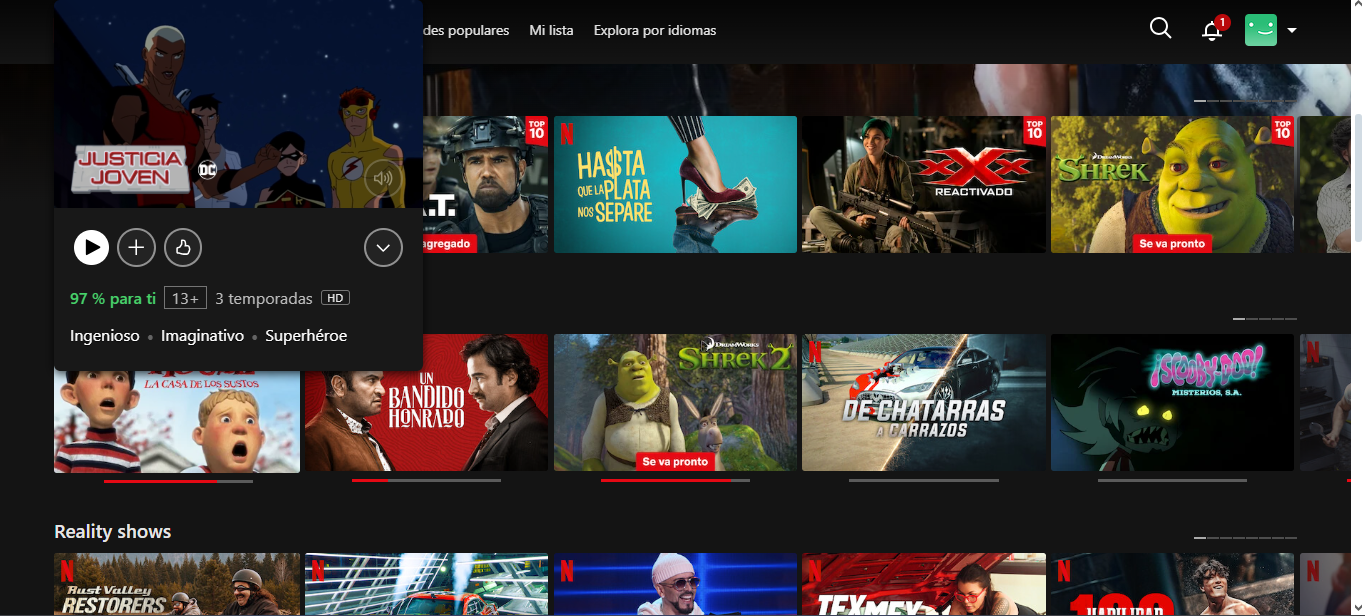 des populares
Mi lista
Explora por idiomas
1
JUSTICIA
JOVEN
DC
97 % para ti
13+
3 temporadas
HD
Ingenioso • Imaginativo • Superhéroe
TOP
10
.T.
agregado
N
HA$TA
QUE LA PLATA
NOS SEPARE
TOP
10
XXX
REACTIVADO
TOP
10
DREAMWORKS
SHREK
Se va pronto
LA CASA DE LOS SUSTOS
UN
BANDIDO
HONRADO
DREAMWORKS
SHREK 2
Se va pronto
N
DE CHATARRAS
A CARRAZOS
¡SCOOBY-DOO!
MISTERIOS, S.A.
N
Reality shows
N
Rust Valley
RESTORERS
N
N
N
TEX MEX
N
100
HABILIDAD
N